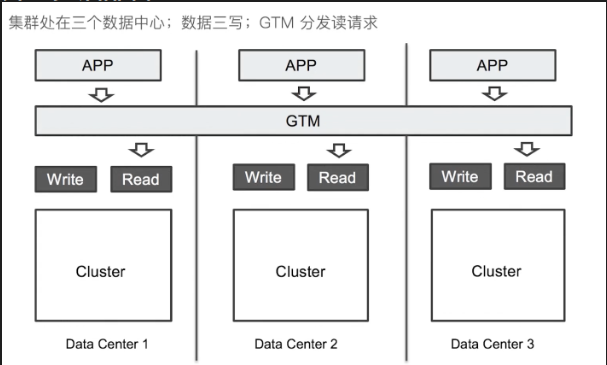 集群处在三个数据中心；数据三写；GTM 分发读请求
APP APP APP
GTM
Write Read Write Read Write Read
Cluster Cluster Cluster
Data Center 1 Data Center 2 Data Center 3